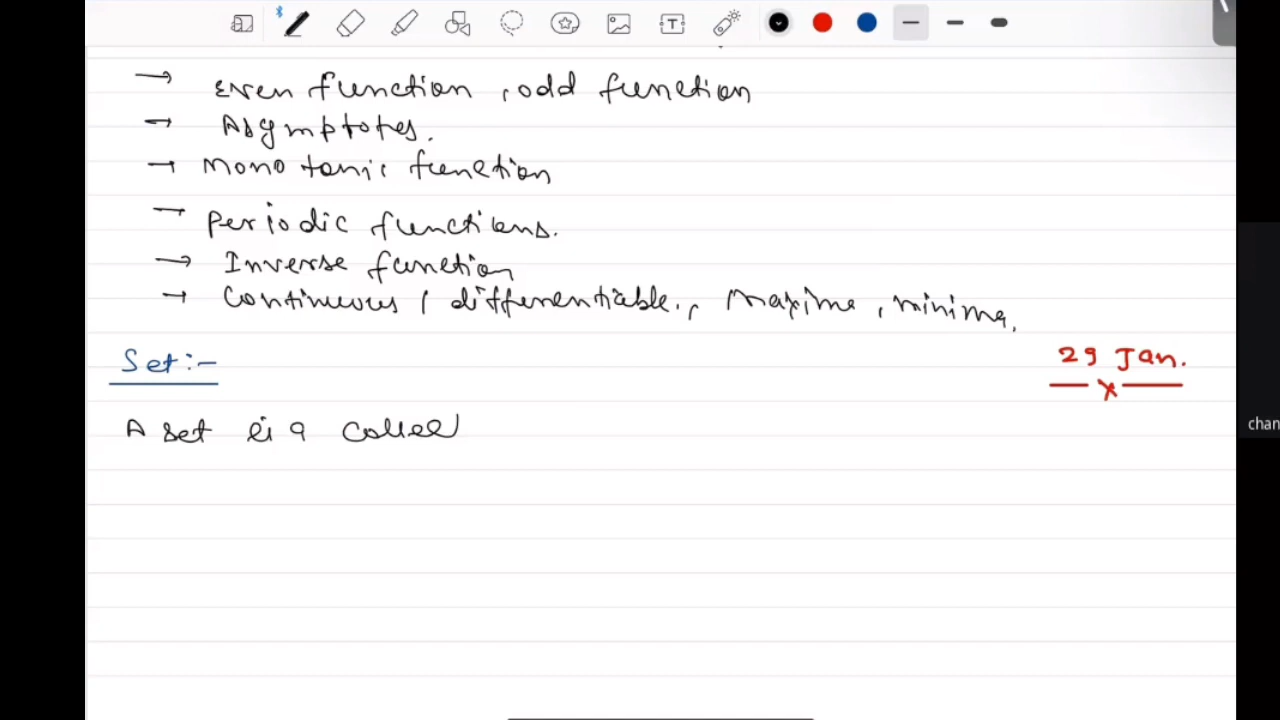 → Even function, odd function
→ Asymptotes.
→ Monotonic function
→ Periodic functions.
→ Inverse function
→ Continuous, differentiable., Maxima, minima,
Set:-
29 Jan.
A set is a collec
chan